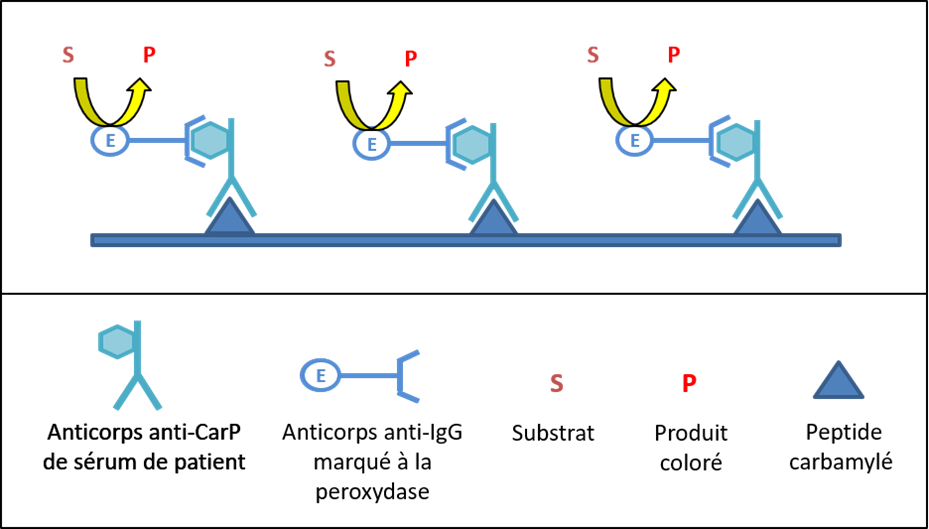 S P S P S P
E E E
E S P
Anticorps anti-CarP
de sérum de patient
Anticorps anti-IgG
marqué à la
peroxydase
Substrat
Produit
coloré
Peptide
carbamylé